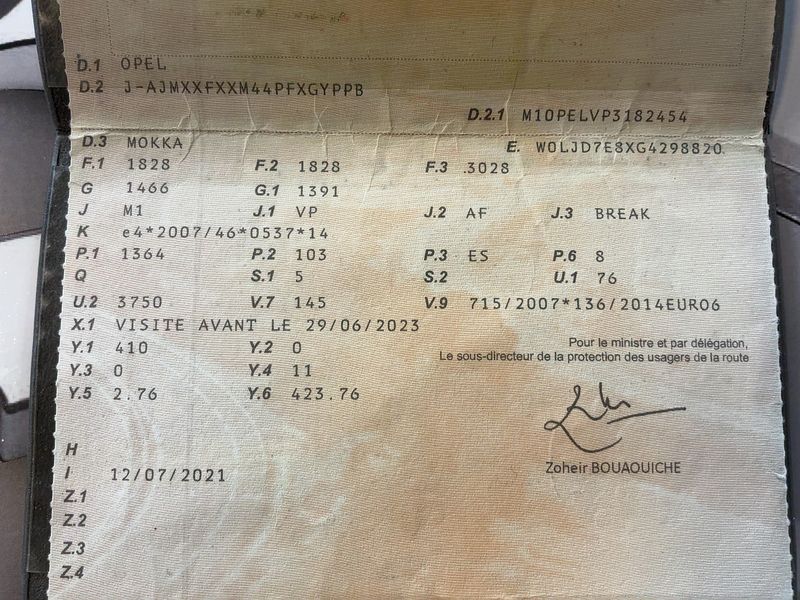 D.1 OPEL
D.2 J-AJMXXFXXM44PFXGYPPB
D.2.1 M10PELVP3182454
D.3 MOKKA
E. W0LJD7E8XG4298820
F.1 1828 F.2 1828 F.3 .3028
G 1466 G.1 1391
J M1 J.1 VP J.2 AF J.3 BREAK
K e4*2007/46*0537*14
P.1 1364 P.2 103 P.3 ES P.6 8
Q S.1 5 S.2 U.1 76
U.2 3750 V.7 145 V.9 715/2007*136/2014EURO6
X.1 VISITE AVANT LE 29/06/2023
Y.1 410 Y.2 0
Y.3 0 Y.4 11
Y.5 2.76 Y.6 423.76
Pour le ministre et par délégation,
Le sous-directeur de la protection des usagers de la route
Zoheir BOUAOUICHE
H
I 12/07/2021
Z.1
Z.2
Z.3
Z.4